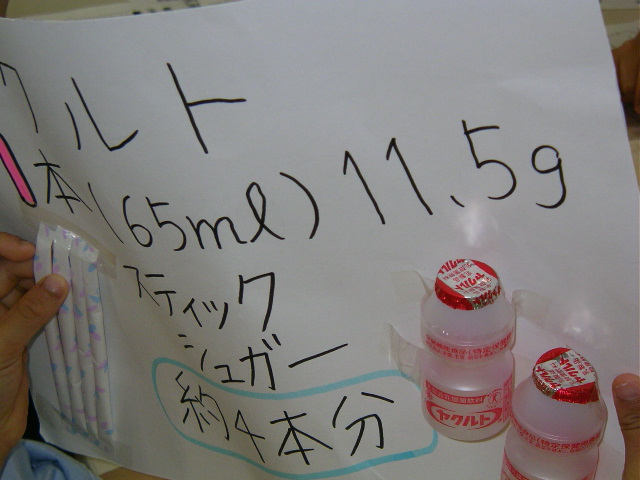 クルト
本(65ml) 11.5g
スティック
シュガー
約4本分
ヤクルト